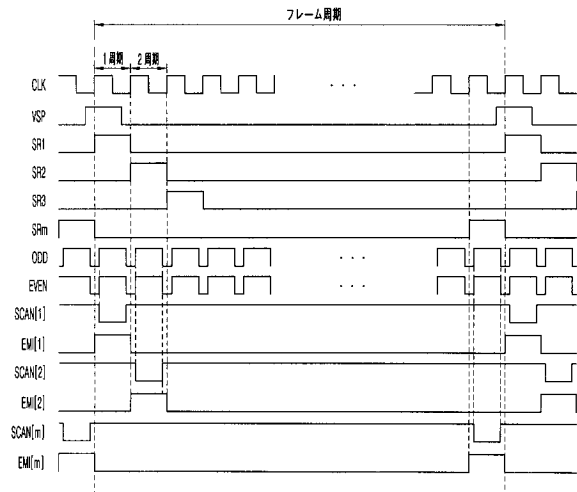 フレーム周期
1周期 2周期
CLK
. . .
VSP
SR1
SR2
SR3
SRm
ODD
. . .
EVEN
. . .
SCAN[1]
EMI[1]
SCAN[2]
EMI[2]
SCAN[m]
EMI[m]